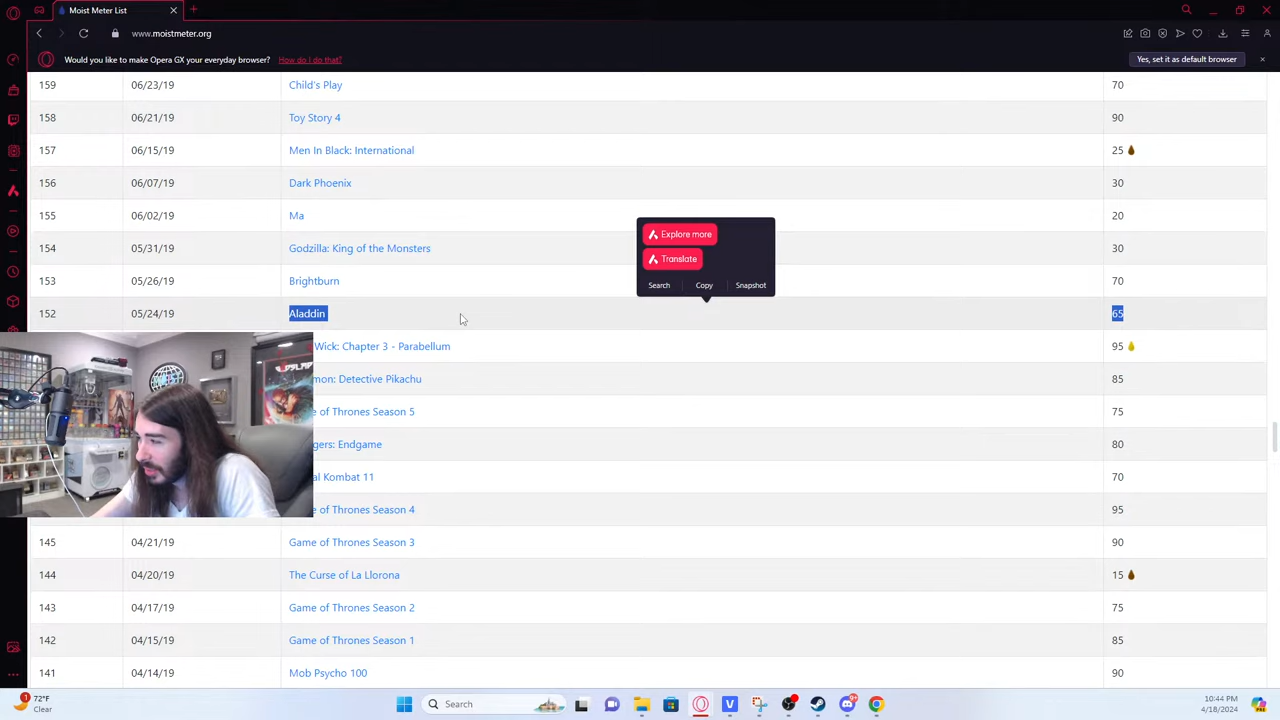 Moist Meter List
www.moistmeter.org
Would you like to make Opera GX your everyday browser? How do I do that? Yes, set it as default browser
159 06/23/19 Child's Play 70
158 06/21/19 Toy Story 4 90
157 06/15/19 Men In Black: International 25
156 06/07/19 Dark Phoenix 30
155 06/02/19 Ma 20
Explore more
154 05/31/19 Godzilla: King of the Monsters 30
Translate
153 05/26/19 Brightburn 70
Search Copy Snapshot
152 05/24/19 Aladdin 65
Wick: Chapter 3 - Parabellum 95
mon: Detective Pikachu 85
e of Thrones Season 5 75
gers: Endgame 80
al Kombat 11 70
e of Thrones Season 4 95
145 04/21/19 Game of Thrones Season 3 90
144 04/20/19 The Curse of La Llorona 15
143 04/17/19 Game of Thrones Season 2 75
142 04/15/19 Game of Thrones Season 1 85
141 04/14/19 Mob Psycho 100 90
1 72°F
Clear
Search
10:44 PM
4/18/2024